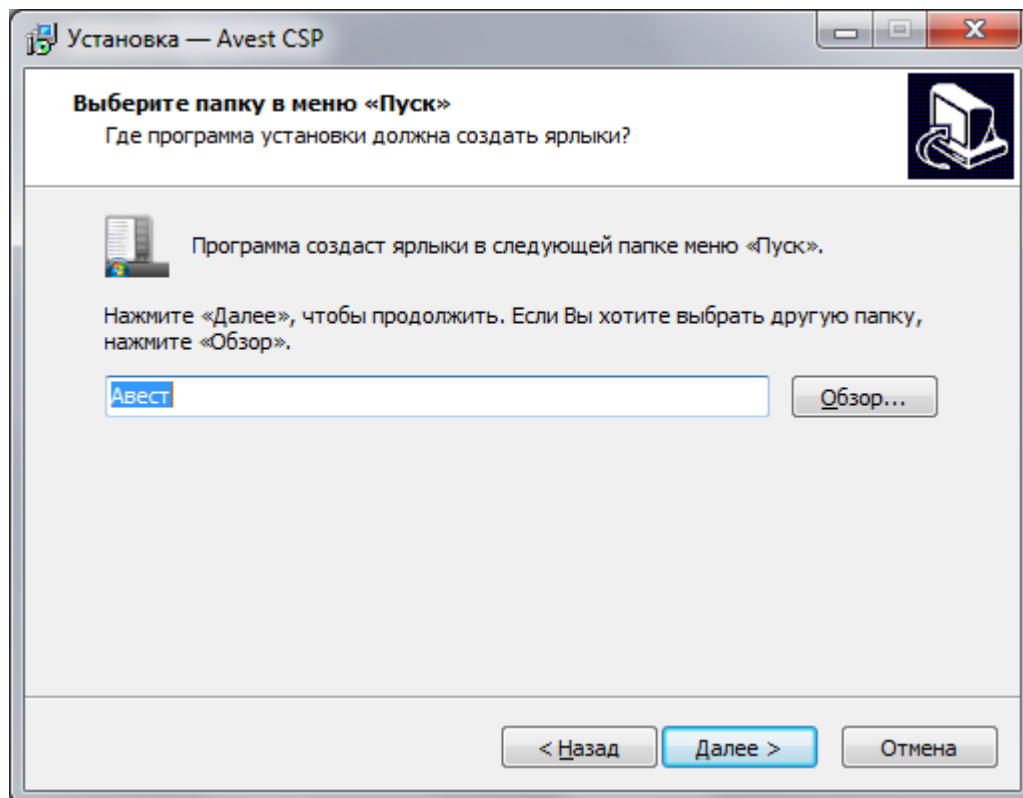 Установка — Avest CSP
Выберите папку в меню «Пуск»
Где программа установки должна создать ярлыки?
Программа создаст ярлыки в следующей папке меню «Пуск».
Нажмите «Далее», чтобы продолжить. Если Вы хотите выбрать другую папку,
нажмите «Обзор».
Авест
Обзор...
< Назад
Далее >
Отмена